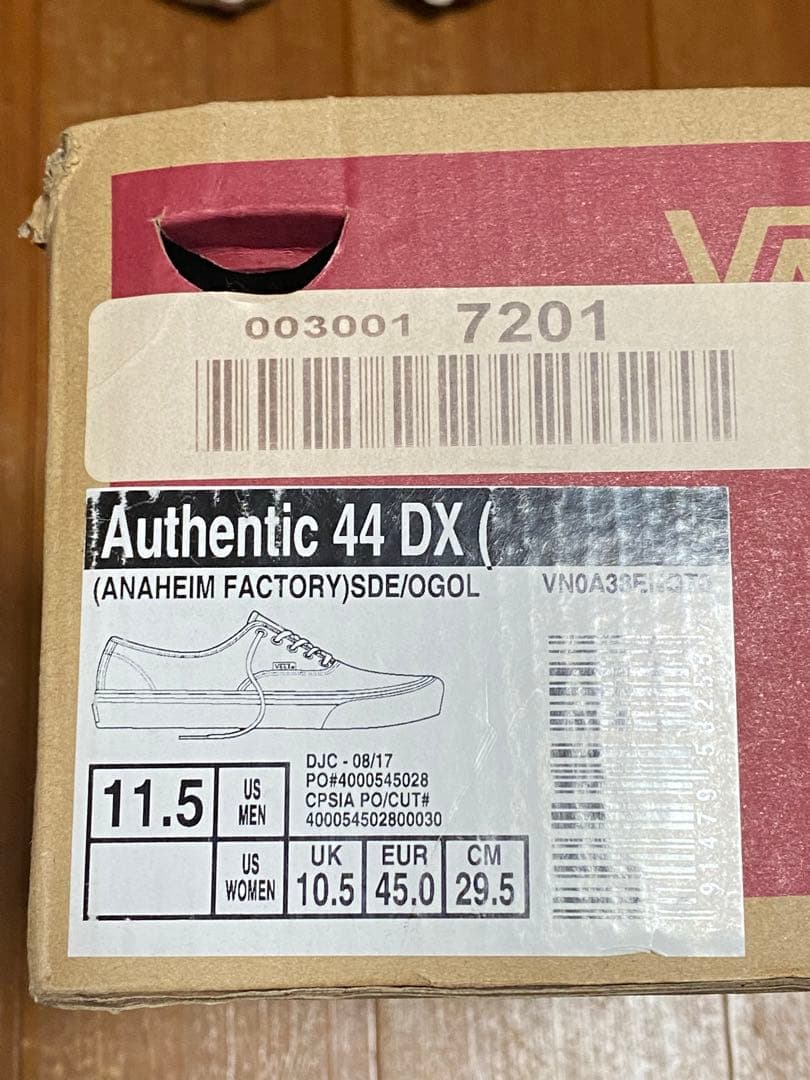 003001 7201
Authentic 44 DX (
(ANAHEIM FACTORY)SDE/OGOL
DJC - 08/17
PO#4000545028
CPSIA PO/CUT#
400054502800030
11.5 US MEN
US WOMEN
UK 10.5
EUR 45.0
CM 29.5